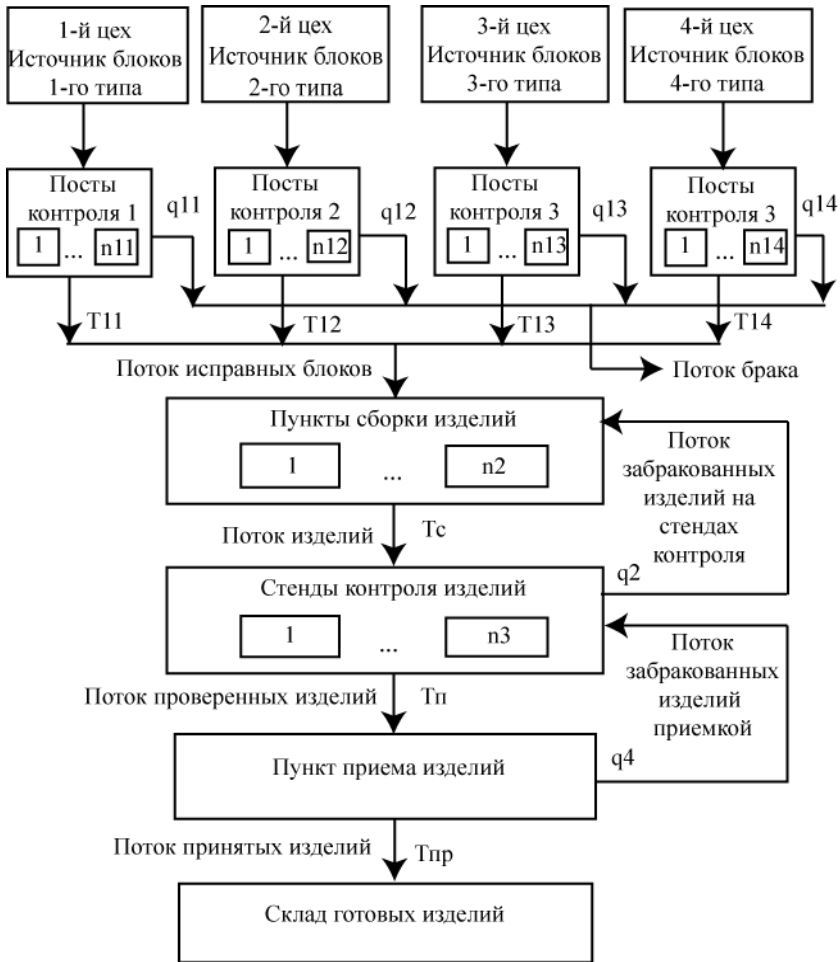 1-й цех
Источник блоков
1-го типа
2-й цех
Источник блоков
2-го типа
3-й цех
Источник блоков
3-го типа
4-й цех
Источник блоков
4-го типа
Посты
контроля 1
1 ... n11
q11
Посты
контроля 2
1 ... n12
q12
Посты
контроля 3
1 ... n13
q13
Посты
контроля 3
1 ... n14
q14
T11
T12
T13
T14
Поток исправных блоков
Поток брака
Пункты сборки изделий
1 ... n2
Поток
забракованных
изделий на
стендах
контроля
Поток изделий
Тс
q2
Стенды контроля изделий
1 ... n3
Поток
забракованных
изделий
приемкой
Поток проверенных изделий
Тп
q4
Пункт приема изделий
Поток принятых изделий
Тпр
Склад готовых изделий